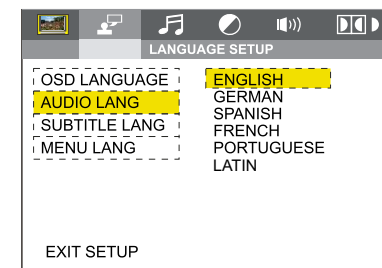 LANGUAGE SETUP
OSD LANGUAGE
AUDIO LANG
SUBTITLE LANG
MENU LANG
ENGLISH
GERMAN
SPANISH
FRENCH
PORTUGUESE
LATIN
EXIT SETUP